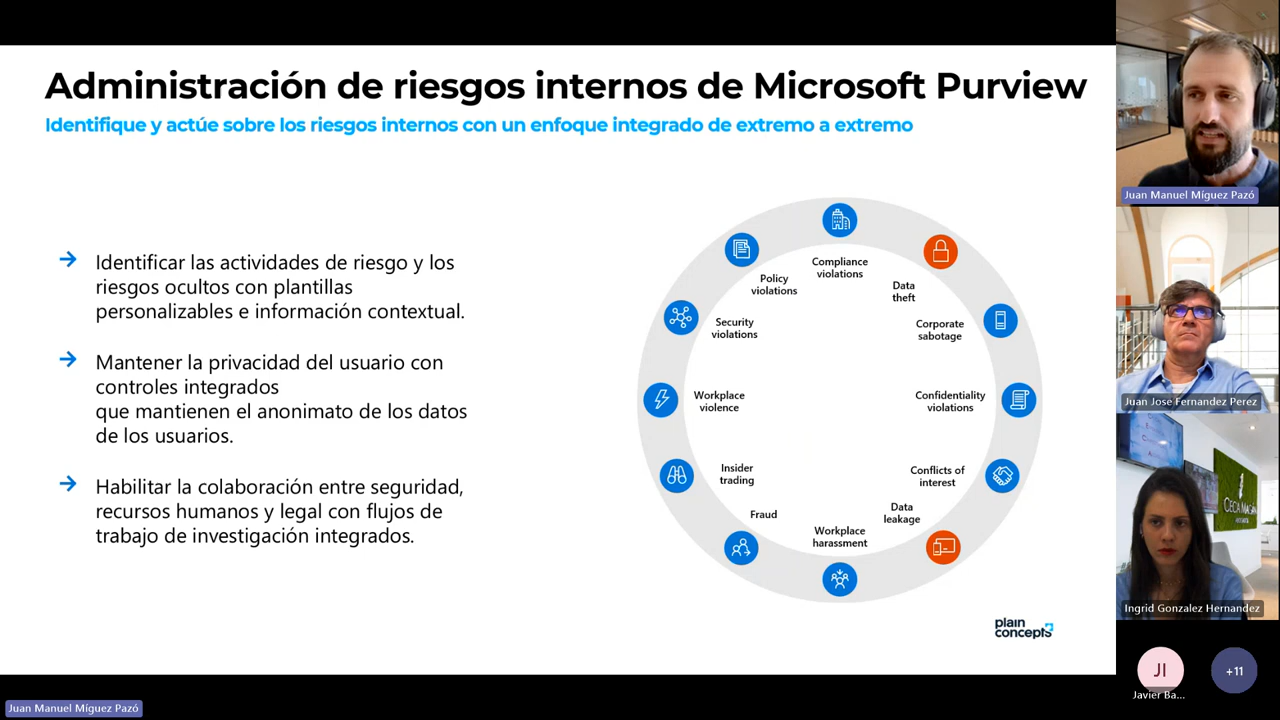 Administración de riesgos internos de Microsoft Purview
Identifique y actúe sobre los riesgos internos con un enfoque integrado de extremo a extremo
Identificar las actividades de riesgo y los
riesgos ocultos con plantillas
personalizables e información contextual.
Mantener la privacidad del usuario con
controles integrados
que mantienen el anonimato de los datos
de los usuarios.
Habilitar la colaboración entre seguridad,
recursos humanos y legal con flujos de
trabajo de investigación integrados.
Compliance
violations
Data
theft
Corporate
sabotage
Confidentiality
violations
Conflicts of
interest
Data
leakage
Workplace
harassment
Fraud
Insider
trading
Workplace
violence
Security
violations
Policy
violations
plain
concepts
Juan Manuel Míguez Pazó
Juan Jose Fernandez Perez
CECA MAGÁN
Ingrid Gonzalez Hernandez
JI
Javier Ba...
+11
Juan Manuel Míguez Pazó